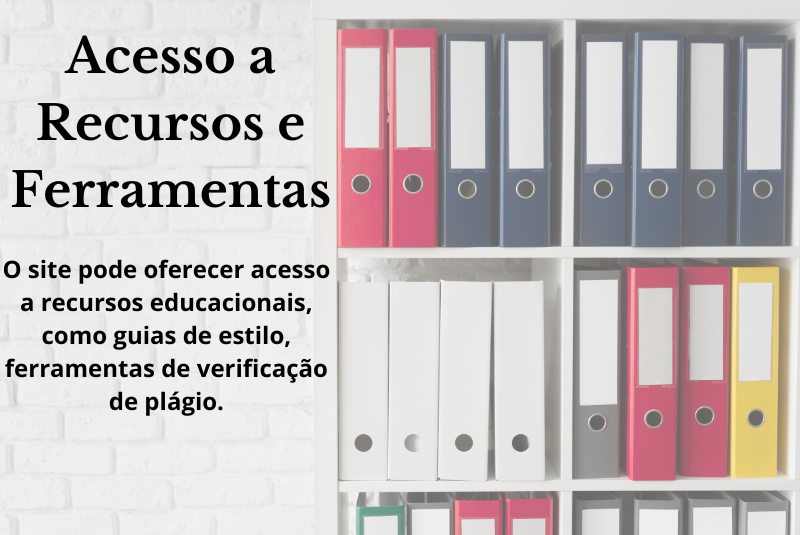 Acesso a
Recursos e
Ferramentas
O site pode oferecer acesso
a recursos educacionais,
como guias de estilo,
ferramentas de verificação
de plágio.